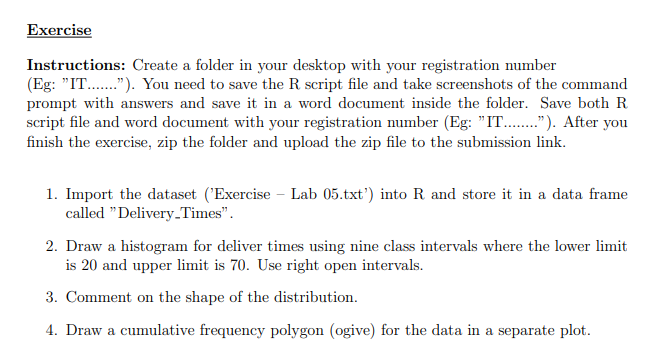 Exercise
Instructions: Create a folder in your desktop with your registration number
(Eg: "IT.......”). You need to save the R script file and take screenshots of the command
prompt with answers and save it in a word document inside the folder. Save both R
script file and word document with your registration number (Eg: "IT........”). After you
finish the exercise, zip the folder and upload the zip file to the submission link.
1. Import the dataset ('Exercise – Lab 05.txt') into R and store it in a data frame
called "Delivery_Times".
2. Draw a histogram for deliver times using nine class intervals where the lower limit
is 20 and upper limit is 70. Use right open intervals.
3. Comment on the shape of the distribution.
4. Draw a cumulative frequency polygon (ogive) for the data in a separate plot.